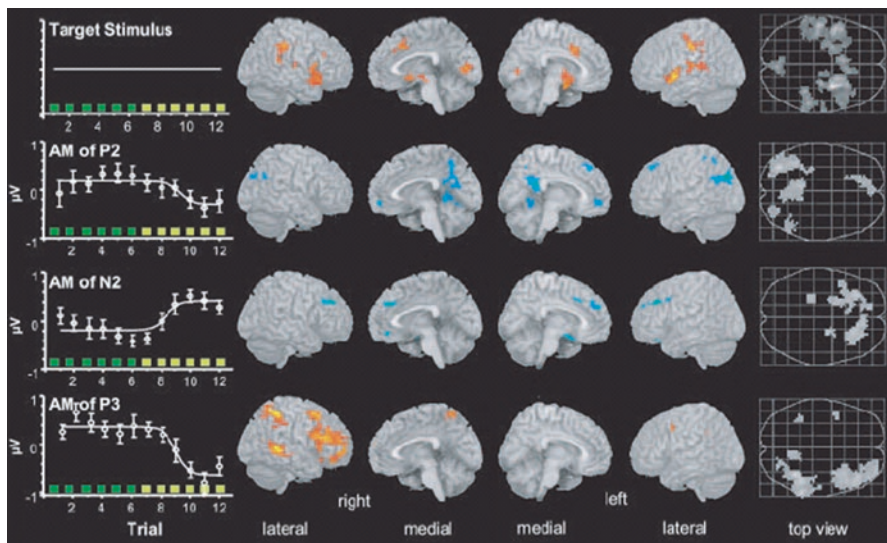 Target Stimulus
2 4 6 8 10 12
AM of P2
1
0
-1
µV
2 4 6 8 10 12
AM of N2
1
0
-1
µV
2 4 6 8 10 12
AM of P3
1
0
-1
µV
2 4 6 8 10 12
Trial
right
left
lateral
medial
medial
lateral
top view